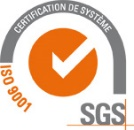 CERTIFICATION DE SYSTÈME
ISO 9001
SGS